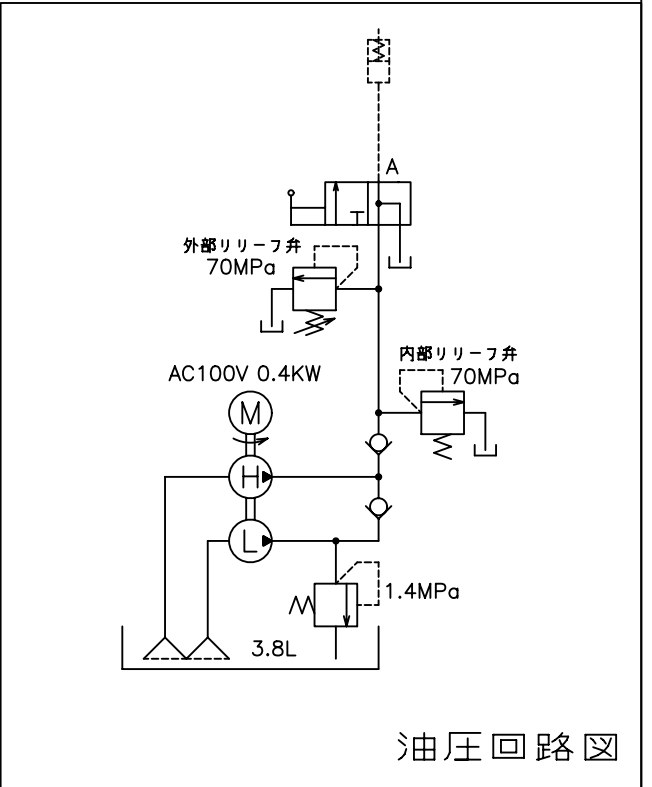 A
外部リリーフ弁
70MPa
内部リリーフ弁
70MPa
AC100V 0.4KW
M
H
L
1.4MPa
3.8L
油圧回路図